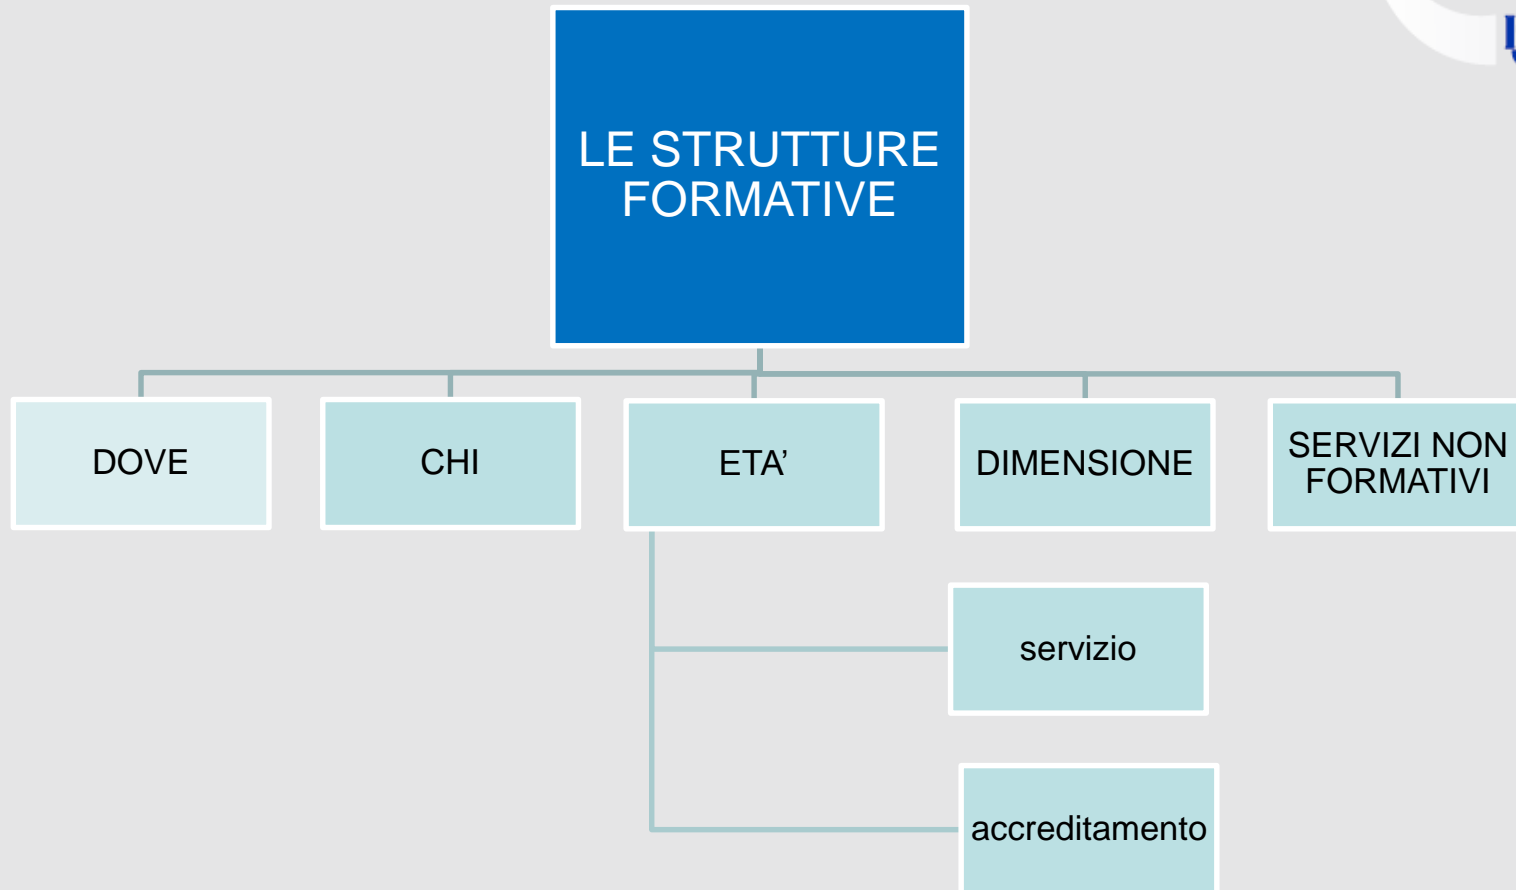 LE STRUTTURE
FORMATIVE
DOVE
CHI
ETA’
DIMENSIONE
SERVIZI NON
FORMATIVI
servizio
accreditamento